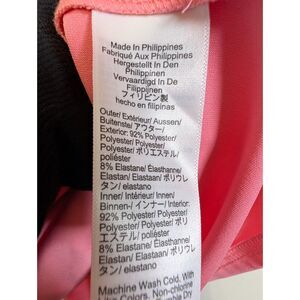 Made In Philippines
Fabriqué Aux Philippines
Hergestellt In Den
Philippinen
Vervaardigd In De
Filippijnen
フィリピン製
hecho en filipinas
Outer/ Extérieur/ Aussen/
Buitenste/ アウター/
Exterior: 92% Polyester/
Polyester/ Polyester/
Polyester/ ポリエステル/
poliéster
8% Elastane/ Élasthanne/
Elastan/ Elastaan/ ポリウレ
タン/ elastano
Inner/ Intérieur/ Innen/
Binnen-/ インナー/ Interior:
92% Polyester/ Polyester/
Polyester/ Polyester/ ポリ
エステル/ poliéster
8% Elastane/ Élasthanne/
Elastan/ Elastaan/ ポリウレ
タン/ elastano
Machine Wash Cold, With
Like Colors. Non-chlorine